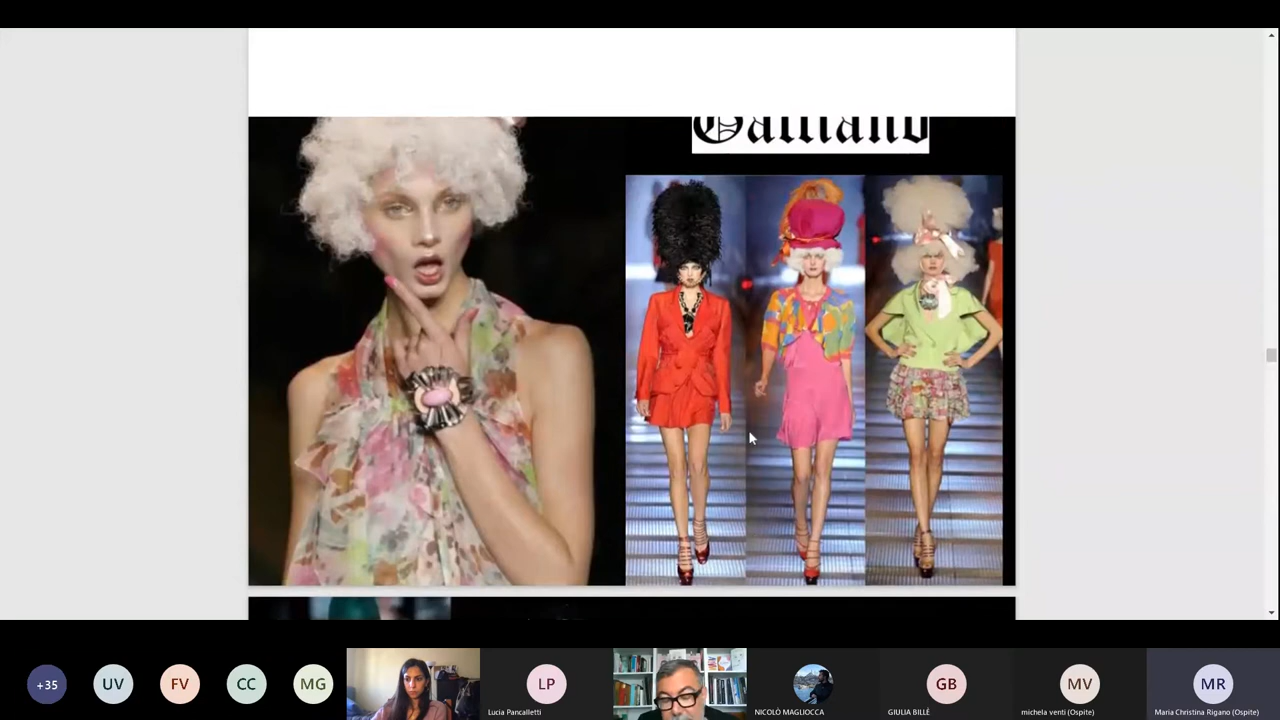 Galliano
+35
UV
FV
CC
MG
LP
GB
MV
MR
Lucia Pancalletti
NICOLÒ MAGLIOCCA
GIULIA BILLÉ
michela venti (Ospite)
Maria Christina Rigano (Ospite)